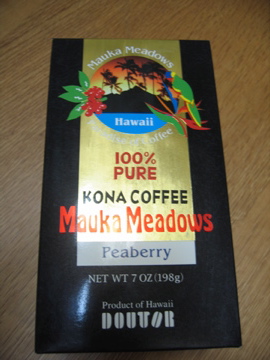 Mauka Meadows
Hawaii
Coffee
100%
PURE
KONA COFFEE
Mauka Meadows
Peaberry
NET WT 7 OZ (198g)
Product of Hawaii
DOUTOR